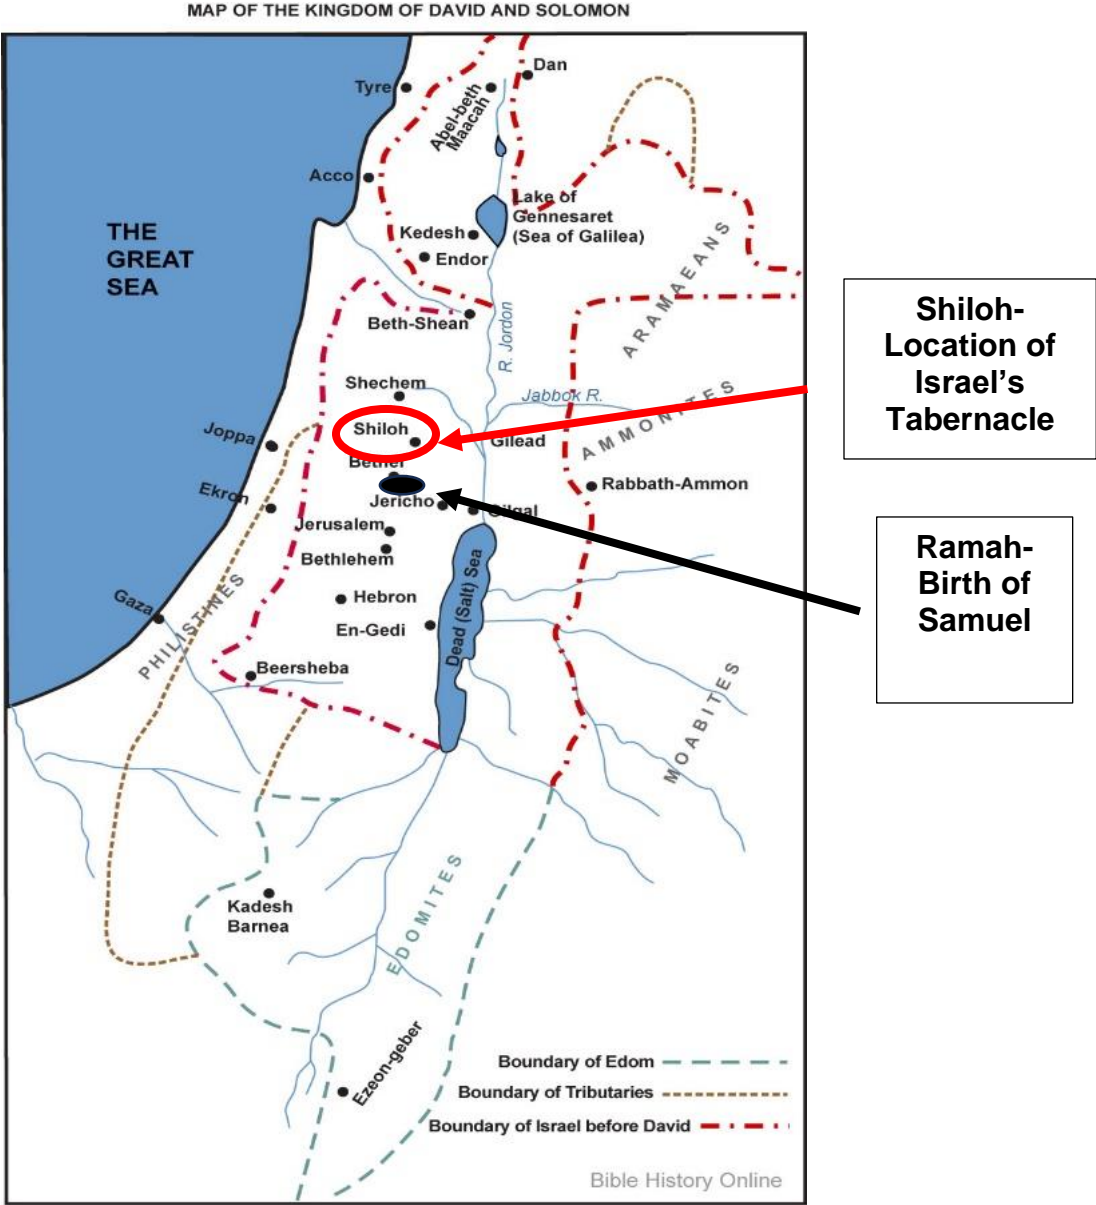 MAP OF THE KINGDOM OF DAVID AND SOLOMON
Dan
Tyre
Abel-beth
Maacah
Acco
Lake of
Gennesaret
(Sea of Galilea)
THE
GREAT
SEA
Kedesh
Endor
ARAMAEANS
Beth-Shean
R. Jordon
Shechem
Jabbok R.
AMMONITES
Shiloh
Gilead
Joppa
Bethel
Rabbath-Ammon
Ekron
Jericho
Gilgal
Jerusalem
Bethlehem
Dead (Salt) Sea
Gaza
PHILISTINES
Hebron
En-Gedi
Beersheba
MOABITES
EDOMITES
Kadesh
Barnea
Ezeon-geber
Boundary of Edom
Boundary of Tributaries
Boundary of Israel before David
Bible History Online
Shiloh-
Location of
Israel’s
Tabernacle
Ramah-
Birth of
Samuel